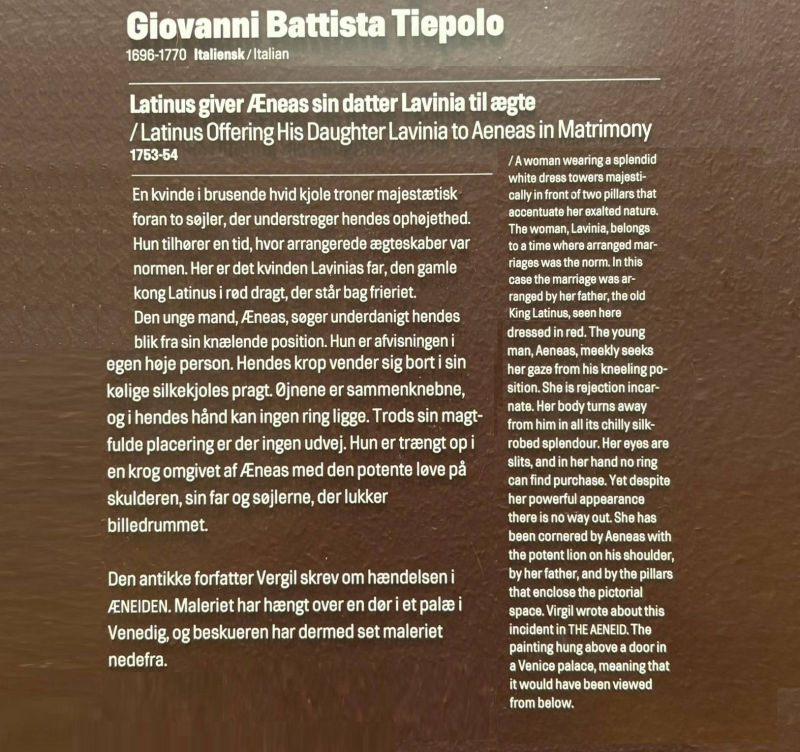 Giovanni Battista Tiepolo
1696-1770 Italiensk / Italian
Latinus giver Æneas sin datter Lavinia til ægte
/ Latinus Offering His Daughter Lavinia to Aeneas in Matrimony
1753-54
En kvinde i brusende hvid kjole troner majestætisk
foran to søjler, der understreger hendes ophøjethed.
Hun tilhører en tid, hvor arrangerede ægteskaber var
normen. Her er det kvinden Lavinias far, den gamle
kong Latinus i rød dragt, der står bag frieriet.
Den unge mand, Æneas, søger underdanigt hendes
blik fra sin knælende position. Hun er afvisningen i
egen høje person. Hendes krop vender sig bort i sin
kølige silkekjoles pragt. Øjnene er sammenknebne,
og i hendes hånd kan ingen ring ligge. Trods sin magt-
fulde placering er der ingen udvej. Hun er trængt op i
en krog omgivet af Æneas med den potente løve på
skulderen, sin far og søjlerne, der lukker
billedrummet.
Den antikke forfatter Vergil skrev om hændelsen i
ÆNEIDEN. Maleriet har hængt over en dør i et palæ i
Venedig, og beskueren har dermed set maleriet
nedefra.
/ A woman wearing a splendid
white dress towers majesti-
cally in front of two pillars that
accentuate her exalted nature.
The woman, Lavinia, belongs
to a time where arranged mar-
riages was the norm. In this
case the marriage was ar-
ranged by her father, the old
King Latinus, seen here
dressed in red. The young
man, Aeneas, meekly seeks
her gaze from his kneeling po-
sition. She is rejection incar-
nate. Her body turns away
from him in all its chilly silk-
robed splendour. Her eyes are
slits, and in her hand no ring
can find purchase. Yet despite
her powerful appearance
there is no way out. She has
been cornered by Aeneas with
the potent lion on his shoulder,
by her father, and by the pillars
that enclose the pictorial
space. Virgil wrote about this
incident in THE AENEID. The
painting hung above a door in
a Venice palace, meaning that
it would have been viewed
from below.